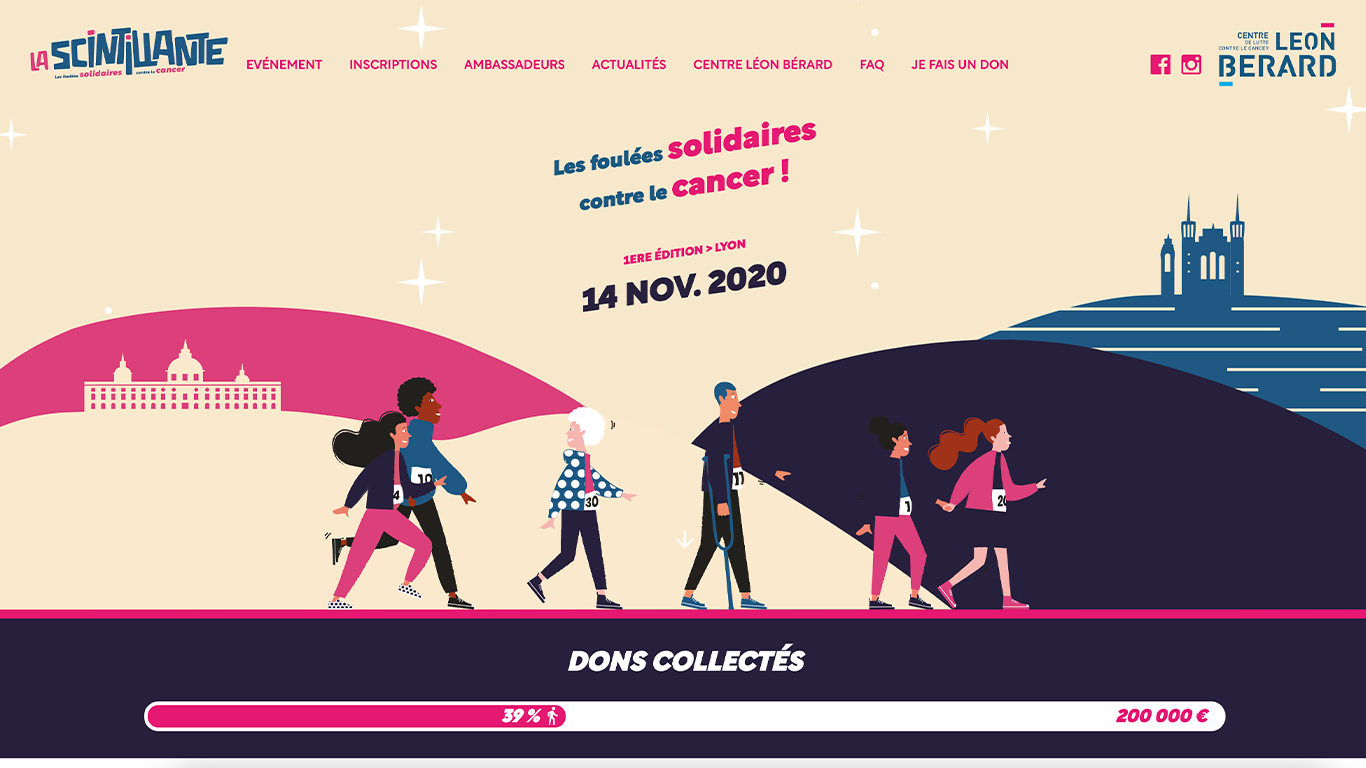 LA SCINTILLANTE
Les foulées solidaires contre le cancer
EVÉNEMENT
INSCRIPTIONS
AMBASSADEURS
ACTUALITÉS
CENTRE LÉON BÉRARD
FAQ
JE FAIS UN DON
CENTRE
DE LUTTE
CONTRE LE CANCER
LEON
BERARD
Les foulées solidaires
contre le cancer !
1ERE ÉDITION > LYON
14 NOV. 2020
4
10
30
11
1
20
DONS COLLECTÉS
39 %
200 000 €